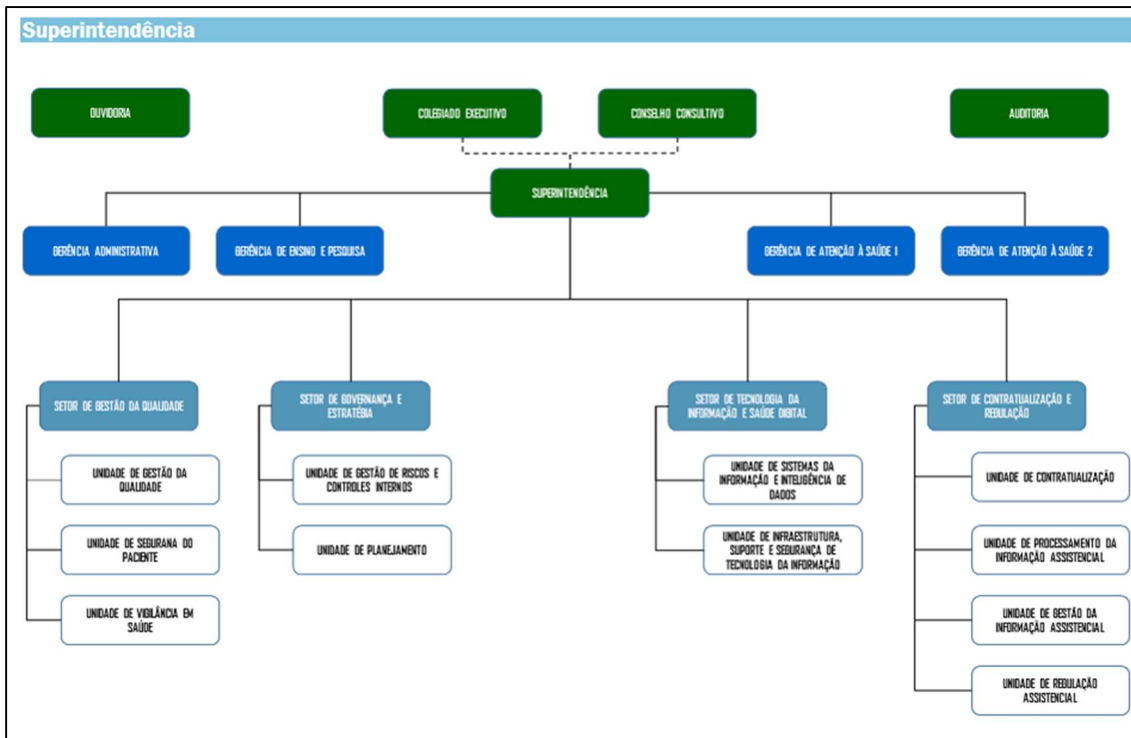 Superintendência
OUVIDORIA
COLEGIADO EXECUTIVO
CONSELHO CONSULTIVO
AUDITORIA
SUPERINTENDÊNCIA
GERÊNCIA ADMINISTRATIVA
GERÊNCIA DE ENSINO E PESQUISA
GERÊNCIA DE ATENÇÃO À SAÚDE 1
GERÊNCIA DE ATENÇÃO À SAÚDE 2
SETOR DE GESTÃO DA QUALIDADE
SETOR DE GOVERNANÇA E
ESTRATÉBIA
SETOR DE TECNOLOGIA DA
INFORMAÇÃO E SAÚDE DIGITAL
SETOR DE CONTRATUALIZAÇÃO E
REGULAÇÃO
UNIDADE DE GESTÃO DA
QUALIDADE
UNIDADE DE SEGURANA DO
PACIENTE
UNIDADE DE VIGILÂNCIA EM
SAÚDE
UNIDADE DE GESTÃO DE RISCOS E
CONTROLES INTERNOS
UNIDADE DE PLANEJAMENTO
UNIDADE DE SISTEMAS DA
INFORMAÇÃO E INTELIGÊNCIA DE
DADOS
UNIDADE DE INFRAESTRUTURA,
SUPORTE E SEGURANÇA DE
TECNOLOGIA DA INFORMAÇÃO
UNIDADE DE CONTRATUALIZAÇÃO
UNIDADE DE PROCESSAMENTO DA
INFORMAÇÃO ASSISTENCIAL
UNIDADE DE GESTÃO DA
INFORMAÇÃO ASSISTENCIAL
UNIDADE DE REGULAÇÃO
ASSISTENCIAL